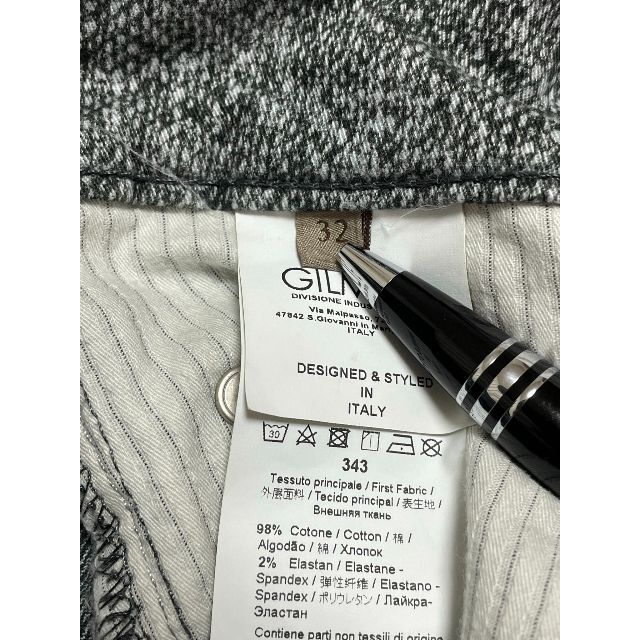 32
DIVISIONE
Via Malpasso,
47842 S.Giovanni in
ITALY
DESIGNED & STYLED
IN
ITALY
30
343
Tessuto principale / First Fabric /
外層面料 / Tecido principal / 表生地 /
Внешняя ткань
98% Cotone / Cotton / 棉 /
Algodão / 綿 / Хлопок
2% Elastan / Elastane -
Spandex / 弹性纤维 / Elastano -
Spandex / ポリウレタン / Лайкра-
Эластан
Contiene parti non tessili di origine